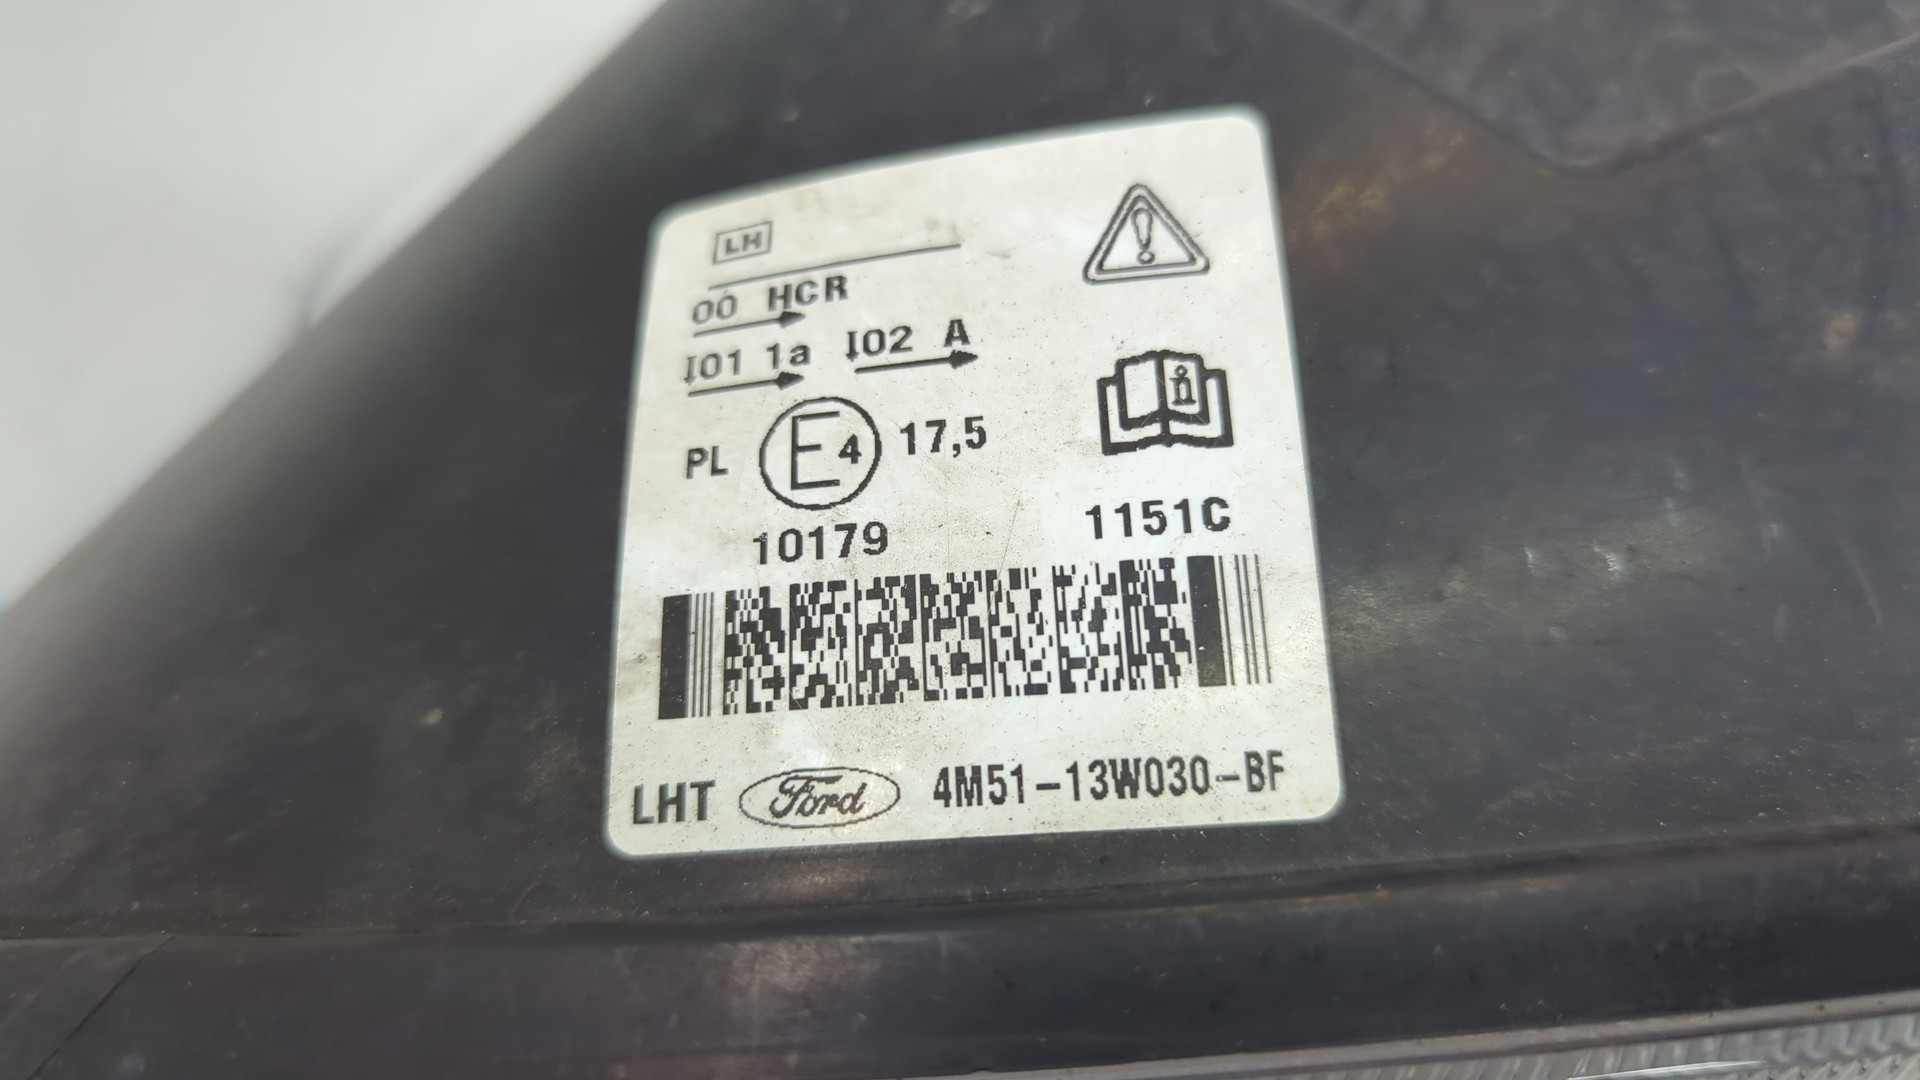 LH
00 HCR
I01 1a I02 A
PL E4 17,5
10179 1151C
LHT Ford 4M51-13W030-BF